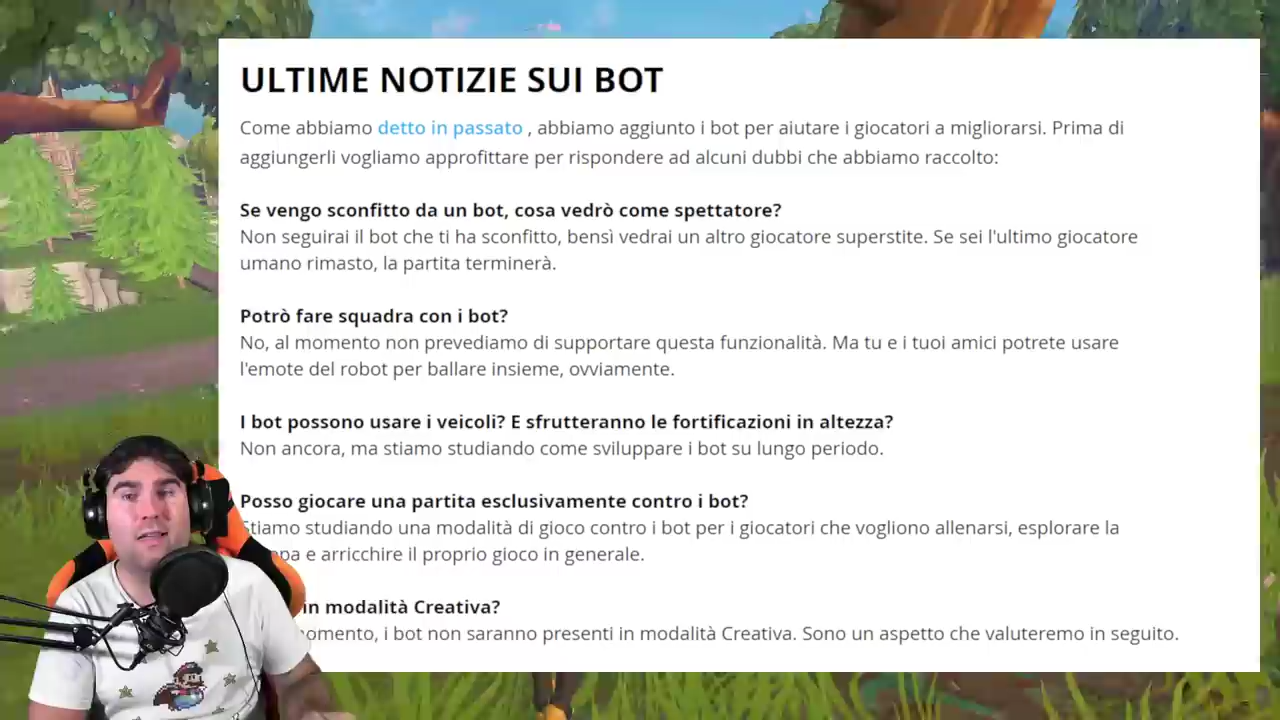 ULTIME NOTIZIE SUI BOT
Come abbiamo detto in passato , abbiamo aggiunto i bot per aiutare i giocatori a migliorarsi. Prima di
aggiungerli vogliamo approfittare per rispondere ad alcuni dubbi che abbiamo raccolto:
Se vengo sconfitto da un bot, cosa vedrò come spettatore?
Non seguirai il bot che ti ha sconfitto, bensì vedrai un altro giocatore superstite. Se sei l'ultimo giocatore
umano rimasto, la partita terminerà.
Potrò fare squadra con i bot?
No, al momento non prevediamo di supportare questa funzionalità. Ma tu e i tuoi amici potrete usare
l'emote del robot per ballare insieme, ovviamente.
I bot possono usare i veicoli? E sfrutteranno le fortificazioni in altezza?
Non ancora, ma stiamo studiando come sviluppare i bot su lungo periodo.
Posso giocare una partita esclusivamente contro i bot?
Stiamo studiando una modalità di gioco contro i bot per i giocatori che vogliono allenarsi, esplorare la
e arricchire il proprio gioco in generale.
in modalità Creativa?
i bot non saranno presenti in modalità Creativa. Sono un aspetto che valuteremo in seguito.